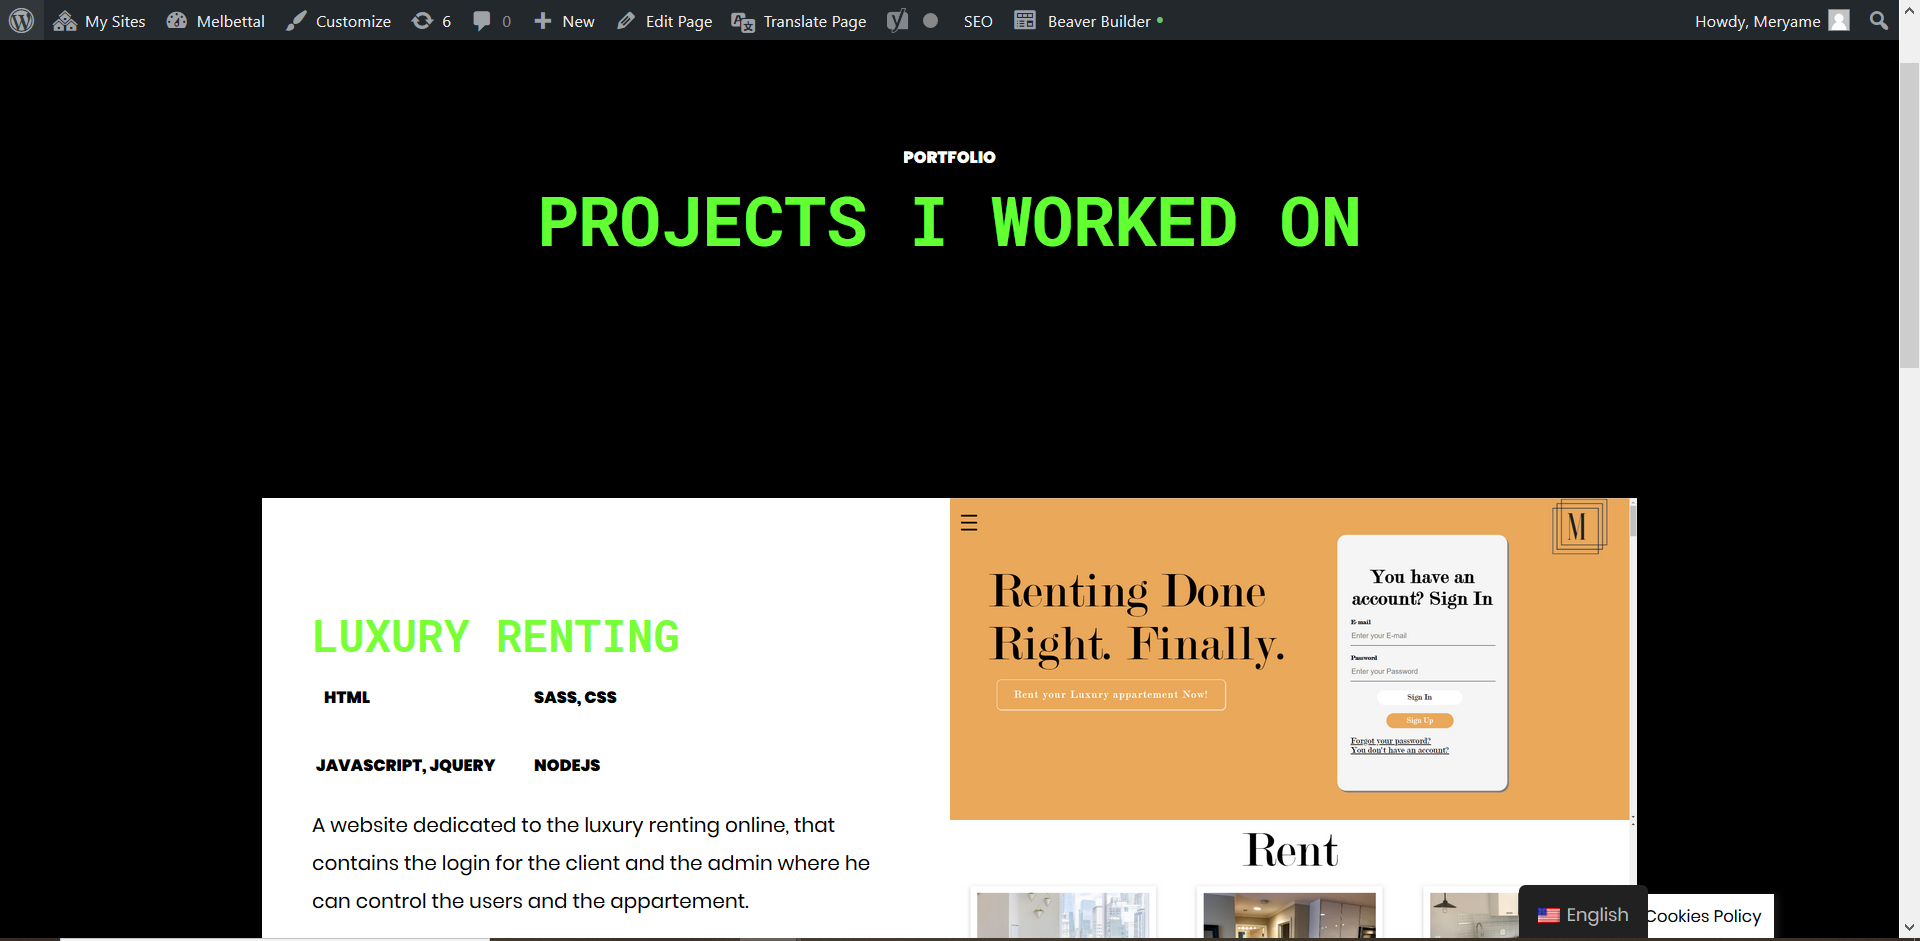 My Sites Melbettal Customize 6 0 New Edit Page Translate Page SEO Beaver Builder Howdy, Meryame
PORTFOLIO
PROJECTS I WORKED ON
LUXURY RENTING
HTML SASS, CSS
JAVASCRIPT, JQUERY NODEJS
A website dedicated to the luxury renting online, that
contains the login for the client and the admin where he
can control the users and the appartement.
M
Renting Done
Right. Finally.
Rent your Luxury appartement Now!
You have an
account? Sign In
E-mail
Enter your E-mail
Password
Enter your Password
Sign In
Sign Up
Forgot your password?
You don't have an account?
Rent
English
Cookies Policy